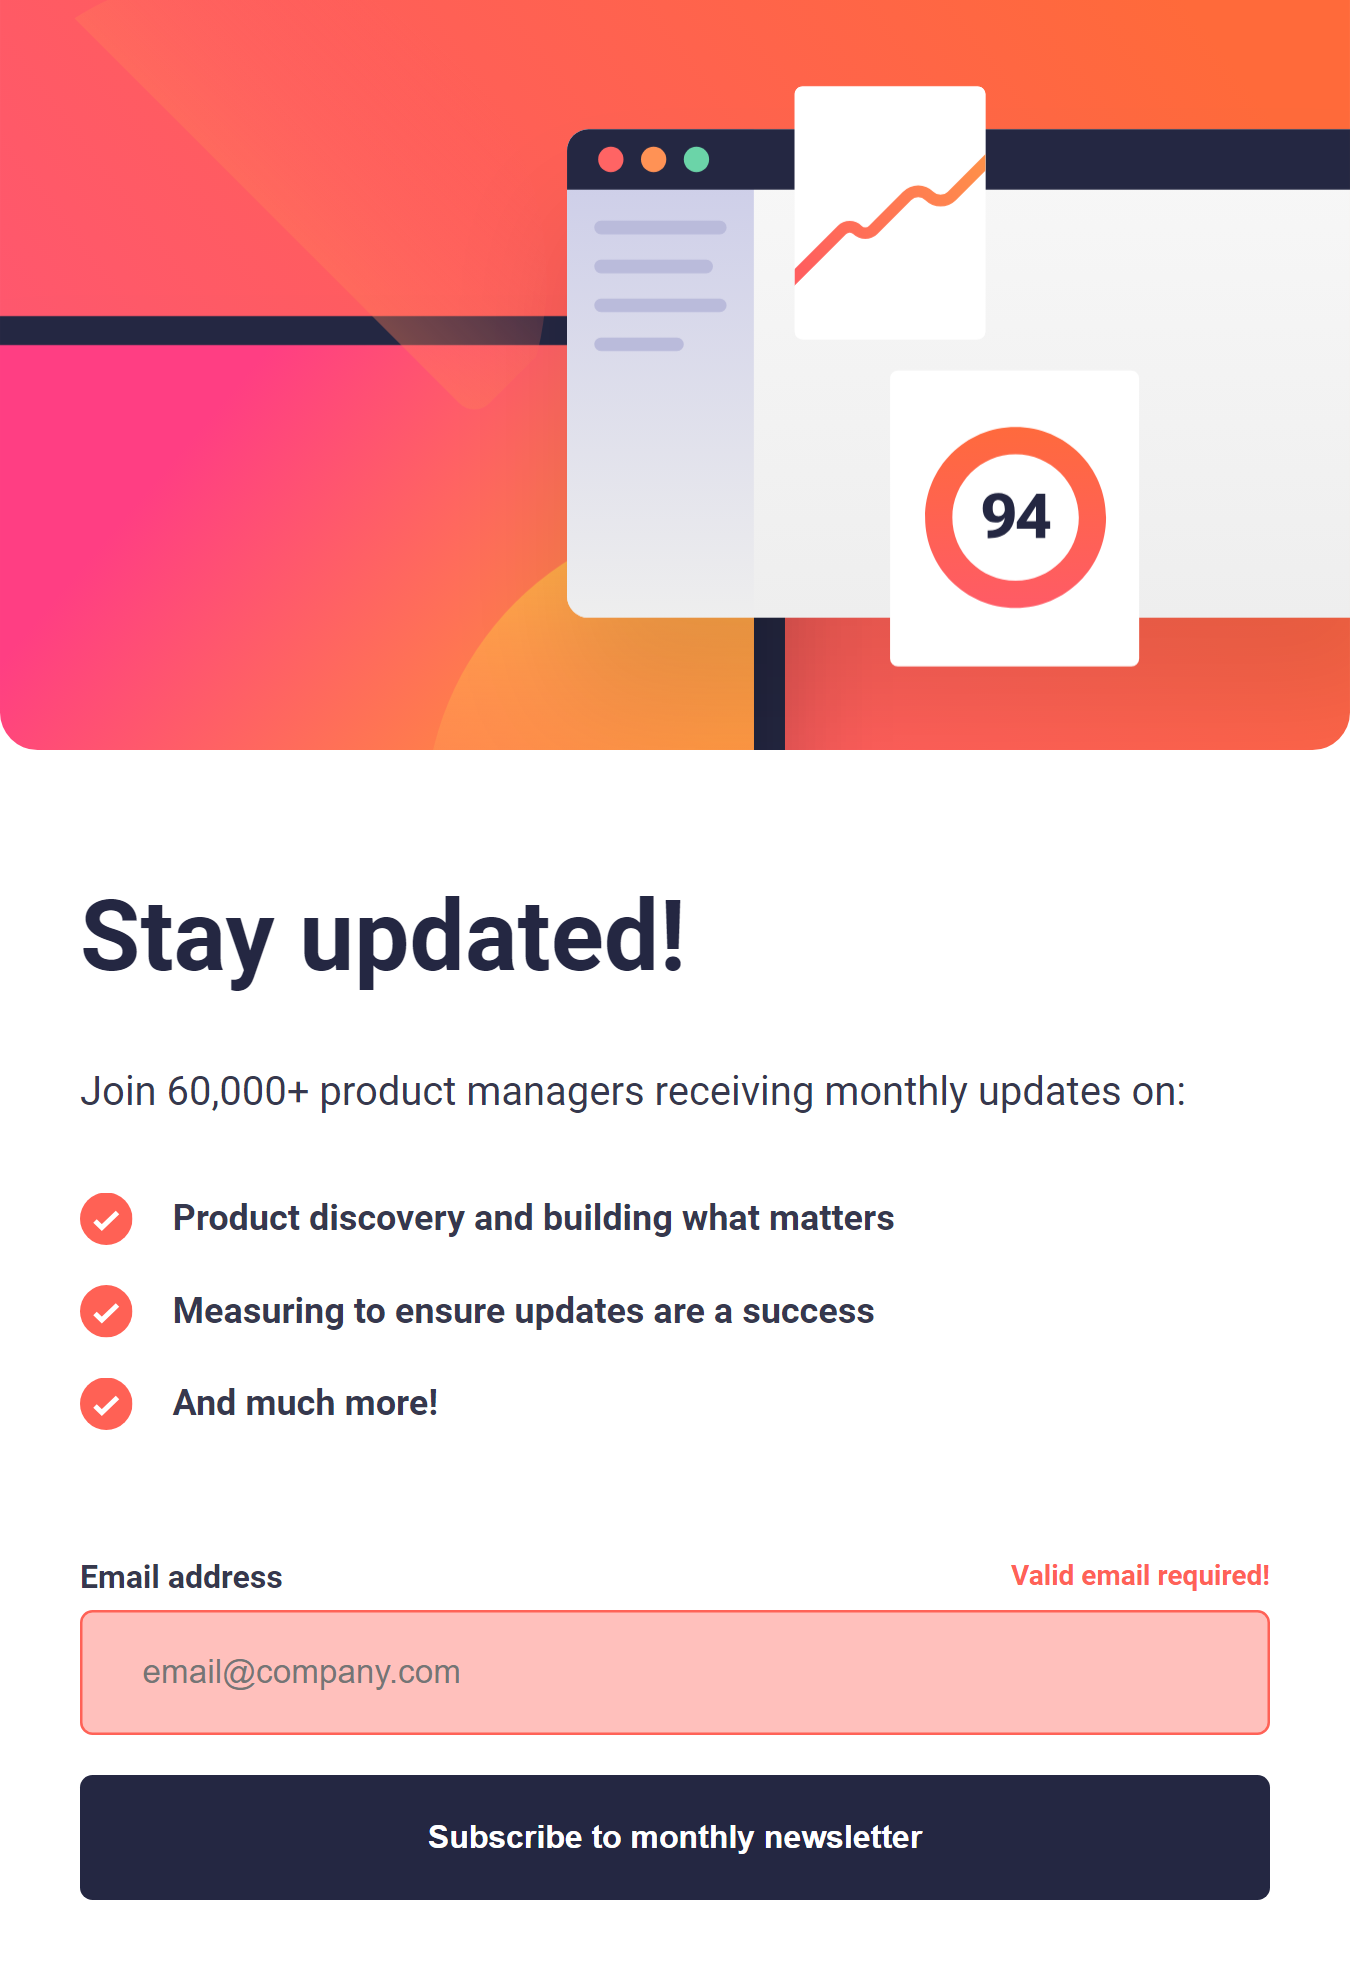 94
Stay updated!
Join 60,000+ product managers receiving monthly updates on:
Product discovery and building what matters
Measuring to ensure updates are a success
And much more!
Email address
Valid email required!
email@company.com
Subscribe to monthly newsletter